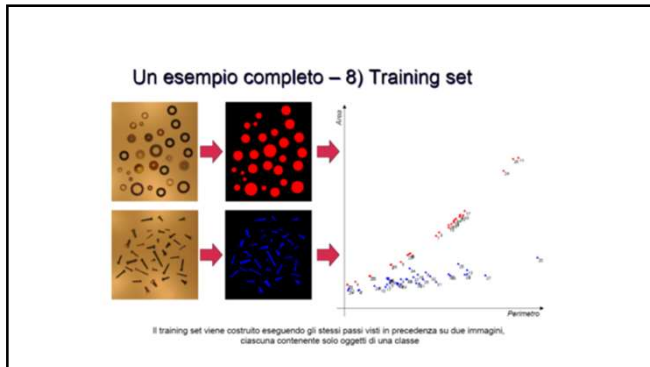 Un esempio completo – 8) Training set
Area
Perimetro
Il training set viene costruito eseguendo gli stessi passi visti in precedenza su due immagini,
ciascuna contenente solo oggetti di una classe